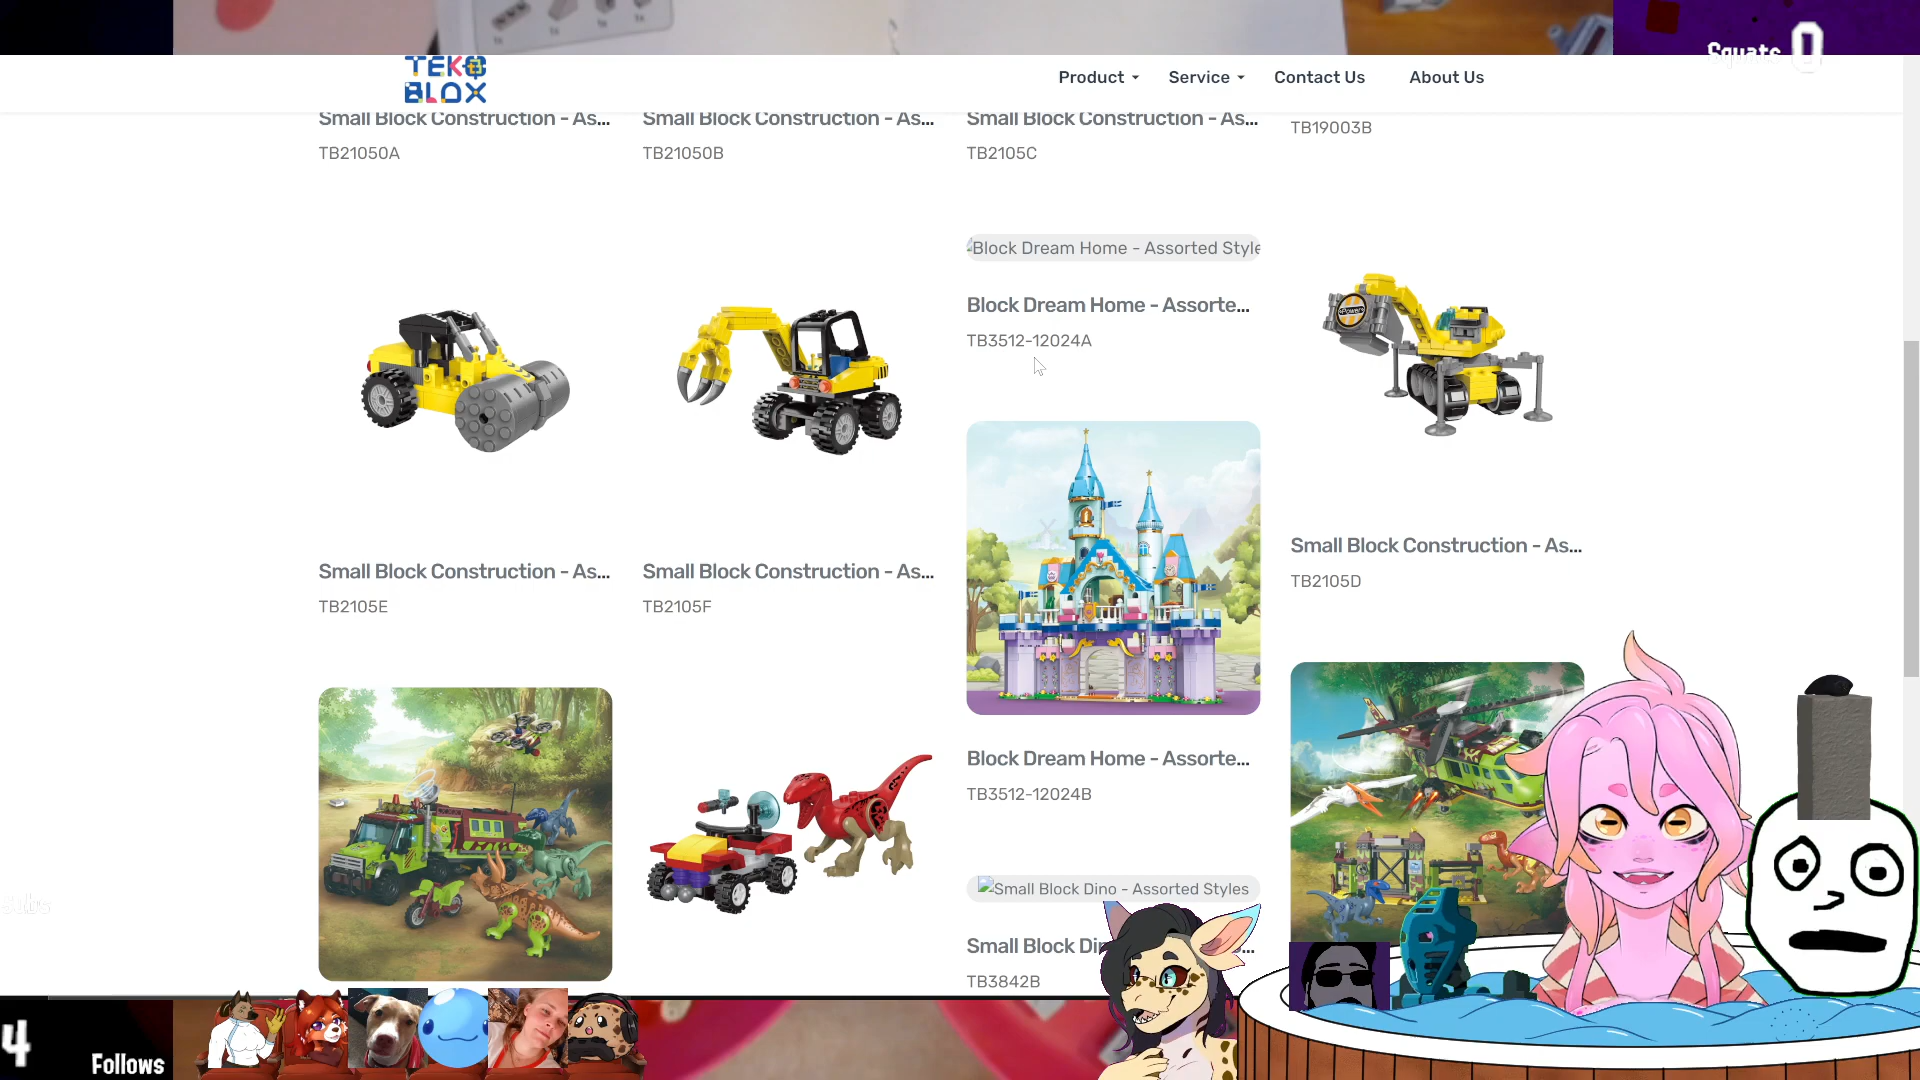 Squats 0
TEKO
BLOX
Product
Service
Contact Us
About Us
Small Block Construction - As...
TB21050A
Small Block Construction - As...
TB21050B
Small Block Construction - As...
TB2105C
TB19003B
Small Block Construction - As...
TB2105E
Small Block Construction - As...
TB2105F
Block Dream Home - Assorted Style
Block Dream Home - Assorte...
TB3512-12024A
Small Block Construction - As...
TB2105D
Block Dream Home - Assorte...
TB3512-12024B
Small Block Dino - Assorted Styles
Small Block Di
TB3842B
Subs
4
Follows